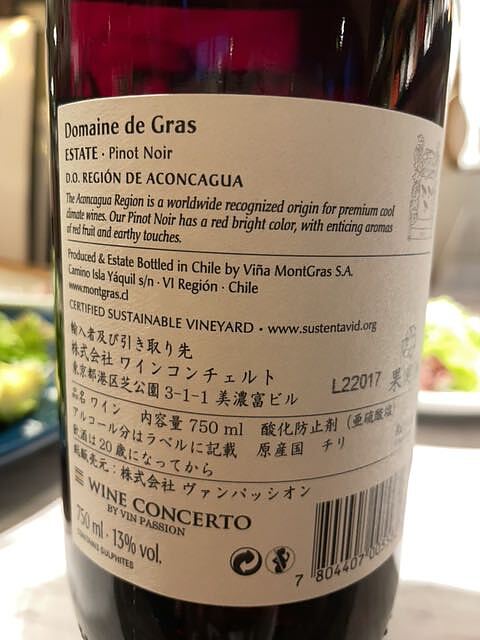 Domaine de Gras
ESTATE · Pinot Noir
D.O. REGIÓN DE ACONCAGUA
The Aconcagua Region is a worldwide recognized origin for premium cool
climate wines. Our Pinot Noir has a red bright color, with enticing aromas
of red fruit and earthy touches.
Produced & Estate Bottled in Chile by Viña MontGras S.A.
Camino Isla Yáquil s/n · VI Región · Chile
www.montgras.cl
CERTIFIED SUSTAINABLE VINEYARD · www.sustentavid.org
輸入者及び引き取り先
株式会社 ワインコンチェルト
東京都港区芝公園 3-1-1 美濃富ビル
L22017 果
品名 ワイン 内容量 750 ml 酸化防止剤（亜硫酸塩）
アルコール分はラベルに記載 原産国 チリ
飲酒は20歳になってから
総販売元：株式会社 ヴァンパッシオン
WINE CONCERTO
BY VIN PASSION
750 ml · 13% vol.
CONTAINS SULPHITES
7 804407 00